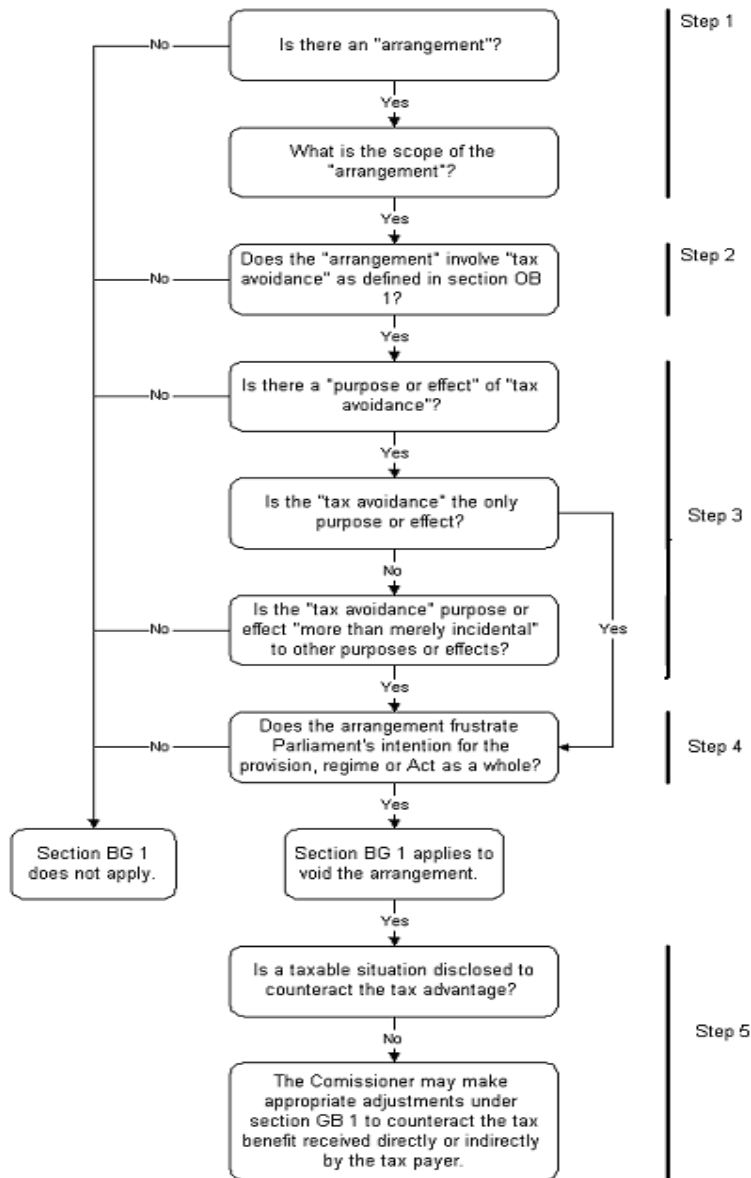 Is there an "arrangement"?
No
Step 1
Yes
What is the scope of the
"arrangement"?
Yes
Does the "arrangement" involve "tax
avoidance" as defined in section OB
1?
No
Step 2
Yes
Is there a "purpose or effect" of "tax
avoidance"?
No
Yes
Is the "tax avoidance" the only
purpose or effect?
Step 3
No
Is the "tax avoidance" purpose or
effect "more than merely incidental"
to other purposes or effects?
No
Yes
Yes
Does the arrangement frustrate
Parliament's intention for the
provision, regime or Act as a whole?
No
Step 4
Yes
Section BG 1
does not apply.
Section BG 1 applies to
void the arrangement.
Yes
Is a taxable situation disclosed to
counteract the tax advantage?
Step 5
No
The Comissioner may make
appropriate adjustments under
section GB 1 to counteract the tax
benefit received directly or indirectly
by the tax payer.